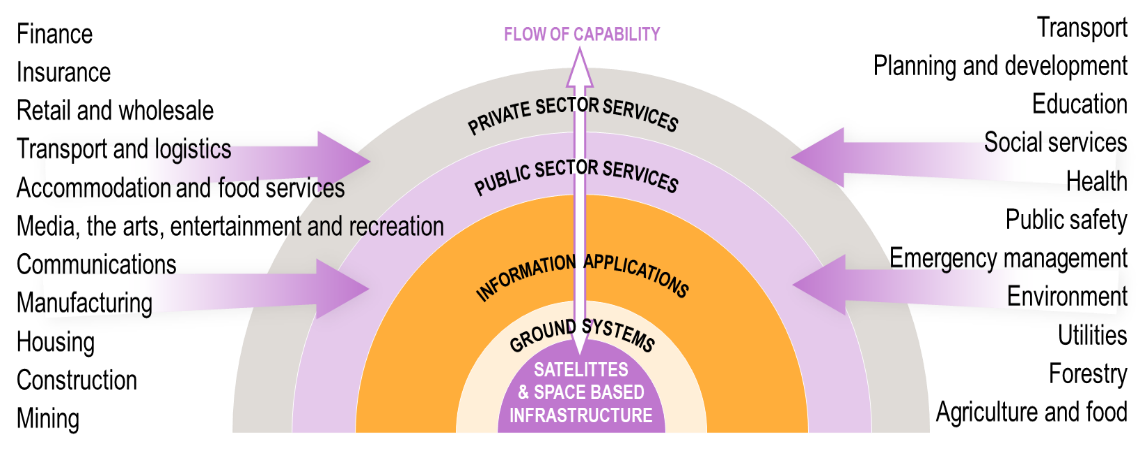 Finance
Insurance
Retail and wholesale
Transport and logistics
Accommodation and food services
Media, the arts, entertainment and recreation
Communications
Manufacturing
Housing
Construction
Mining
FLOW OF CAPABILITY
PRIVATE SECTOR SERVICES
PUBLIC SECTOR SERVICES
INFORMATION APPLICATIONS
GROUND SYSTEMS
SATELITTES
& SPACE BASED
INFRASTRUCTURE
Transport
Planning and development
Education
Social services
Health
Public safety
Emergency management
Environment
Utilities
Forestry
Agriculture and food